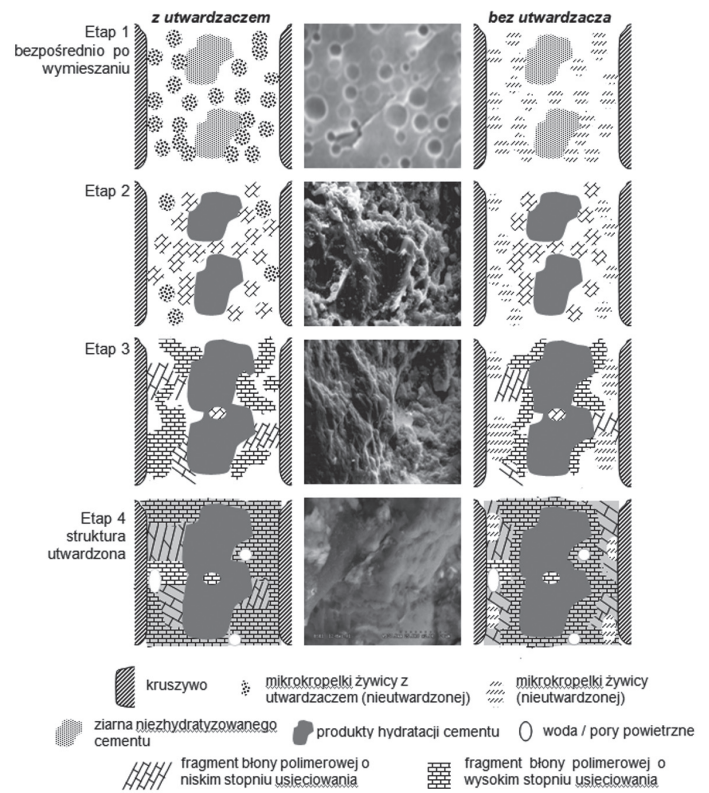 z utwardzaczem
bez utwardzacza
Etap 1
bezpośrednio po
wymieszaniu
Etap 2
Etap 3
Etap 4
struktura
utwardzona
kruszywo
mikrokropelki żywicy z
utwardzaczem (nieutwardzonej)
mikrokropelki żywicy
(nieutwardzonej)
ziarna niezhydratyzowanego
cementu
produkty hydratacji cementu
woda / pory powietrzne
fragment błony polimerowej o
niskim stopniu usieciowania
fragment błony polimerowej o
wysokim stopniu usieciowania